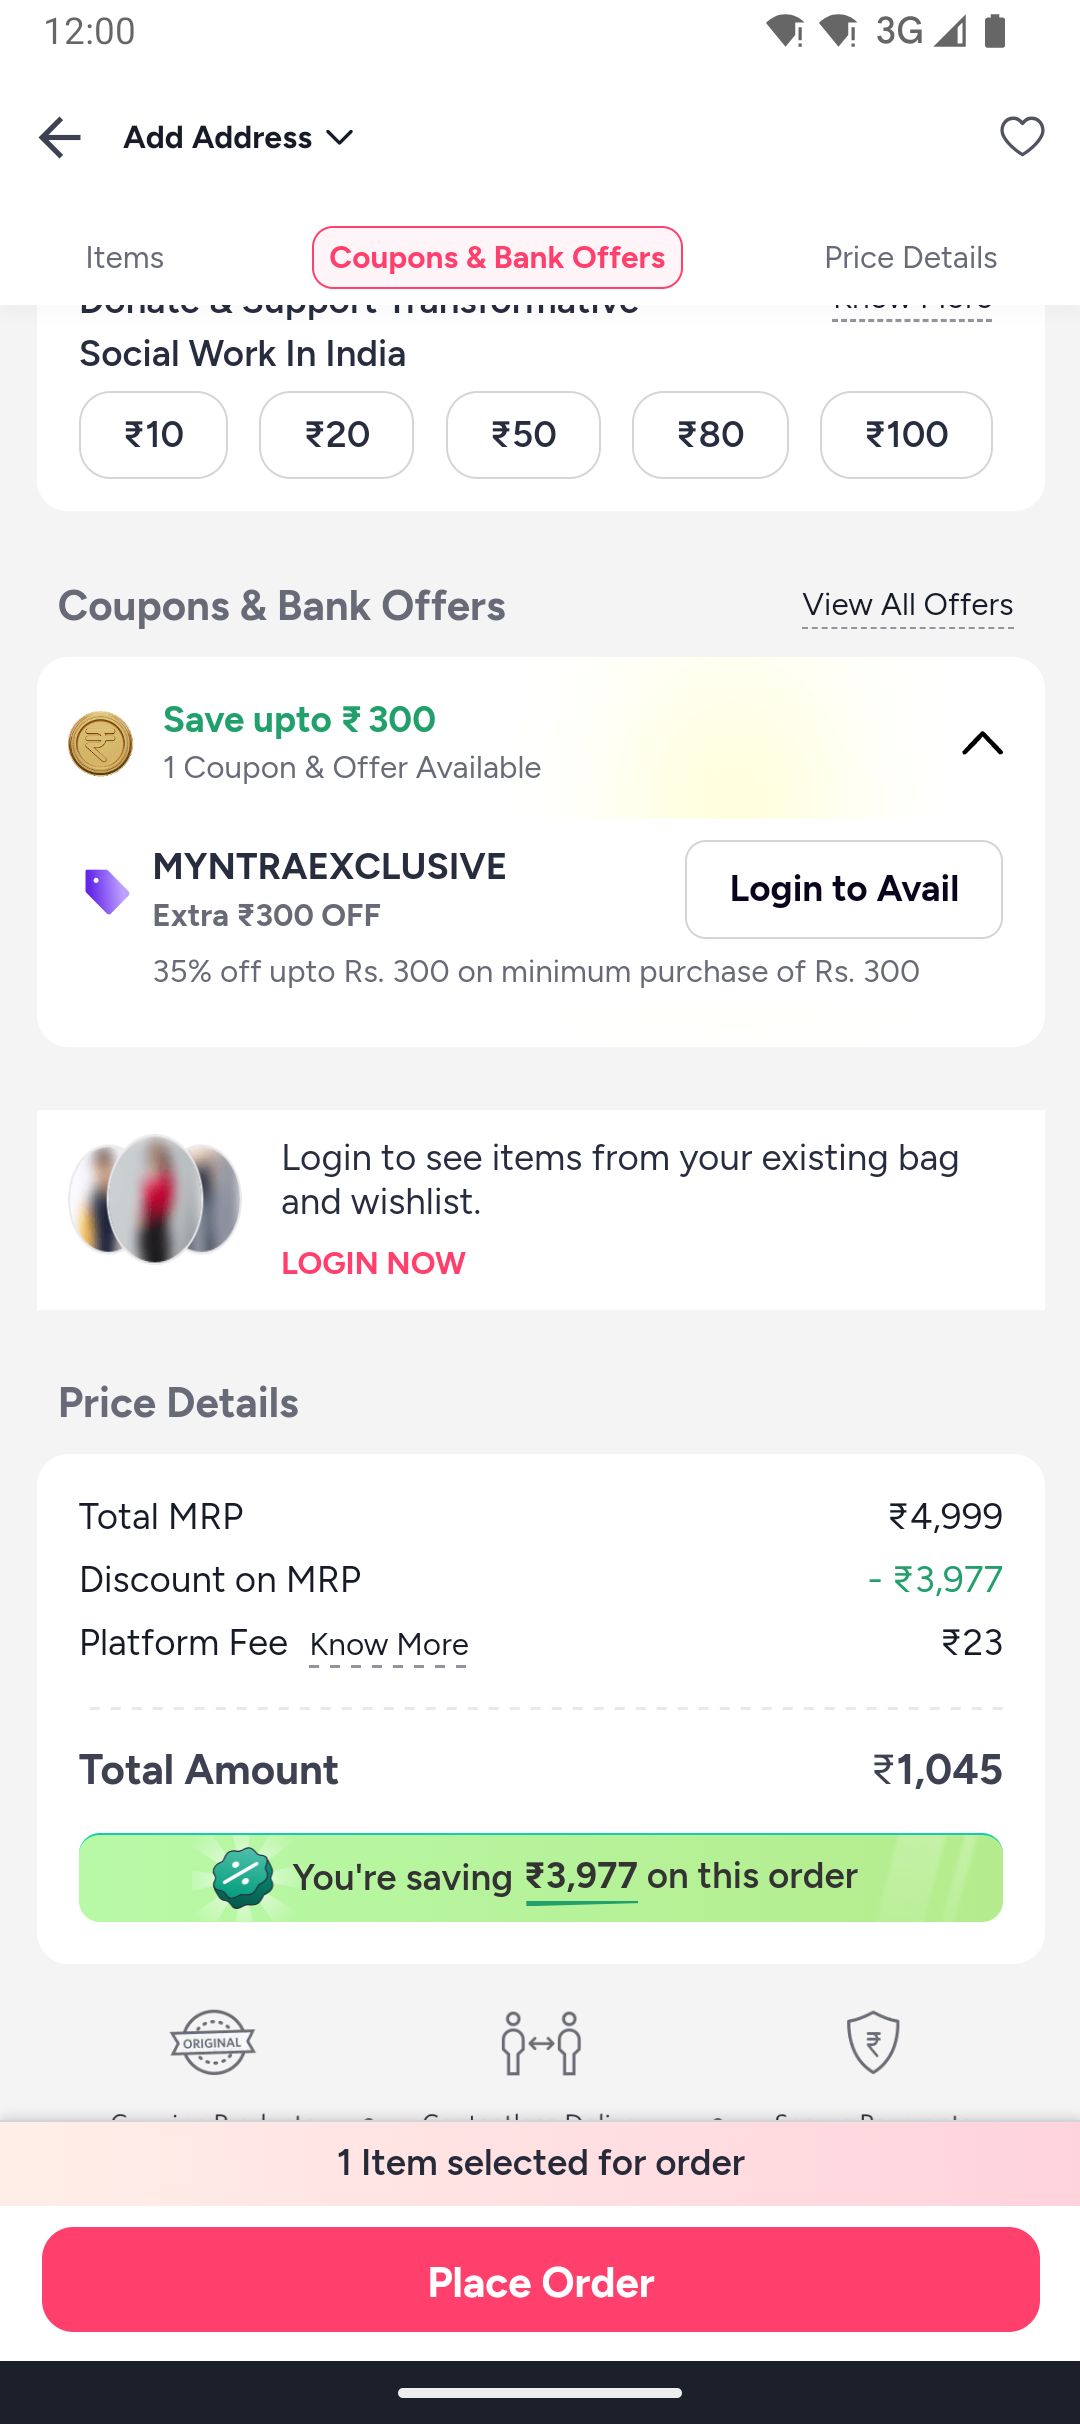 12:00
3G
Add Address
Items
Coupons & Bank Offers
Price Details
Donate & Support Transformative
Know More
Social Work In India
₹10
₹20
₹50
₹80
₹100
Coupons & Bank Offers
View All Offers
Save upto ₹ 300
1 Coupon & Offer Available
MYNTRAEXCLUSIVE
Extra ₹300 OFF
Login to Avail
35% off upto Rs. 300 on minimum purchase of Rs. 300
Login to see items from your existing bag
and wishlist.
LOGIN NOW
Price Details
Total MRP
₹4,999
Discount on MRP
- ₹3,977
Platform Fee Know More
₹23
Total Amount
₹1,045
You're saving ₹3,977 on this order
ORIGINAL
1 Item selected for order
Place Order